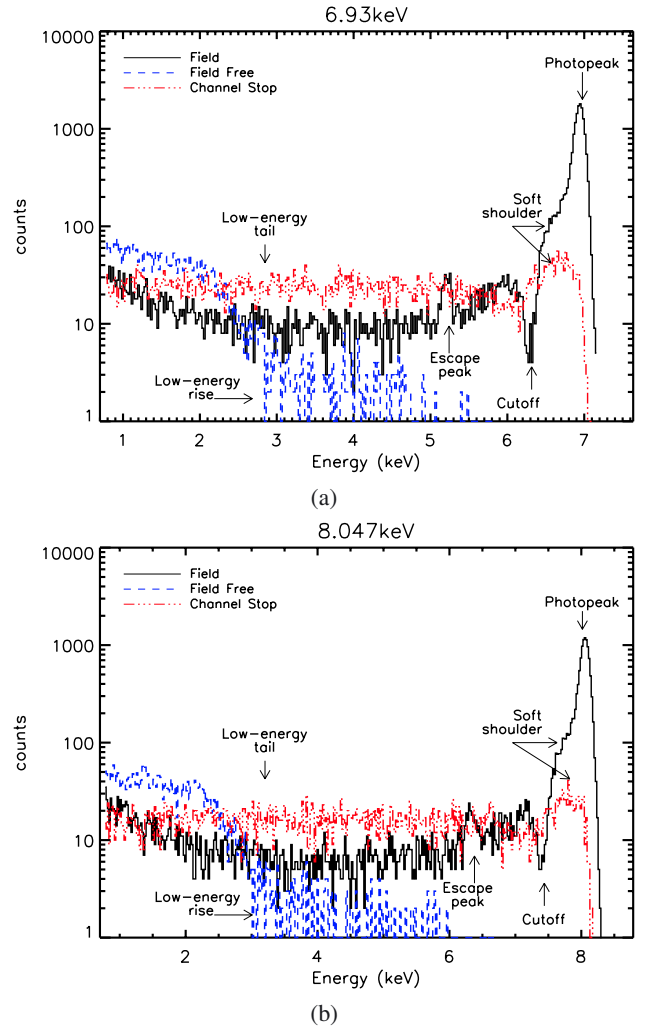 6.93keV
10000
1000
100
10
1
counts
Field
Field Free
Channel Stop
Photopeak
Soft
shoulder
Low-energy
tail
Low-energy
rise
Escape
peak
Cutoff
1 2 3 4 5 6 7
Energy (keV)
(a)
8.047keV
10000
1000
100
10
1
counts
Field
Field Free
Channel Stop
Photopeak
Soft
shoulder
Low-energy
tail
Low-energy
rise
Escape
peak
Cutoff
2 4 6 8
Energy (keV)
(b)